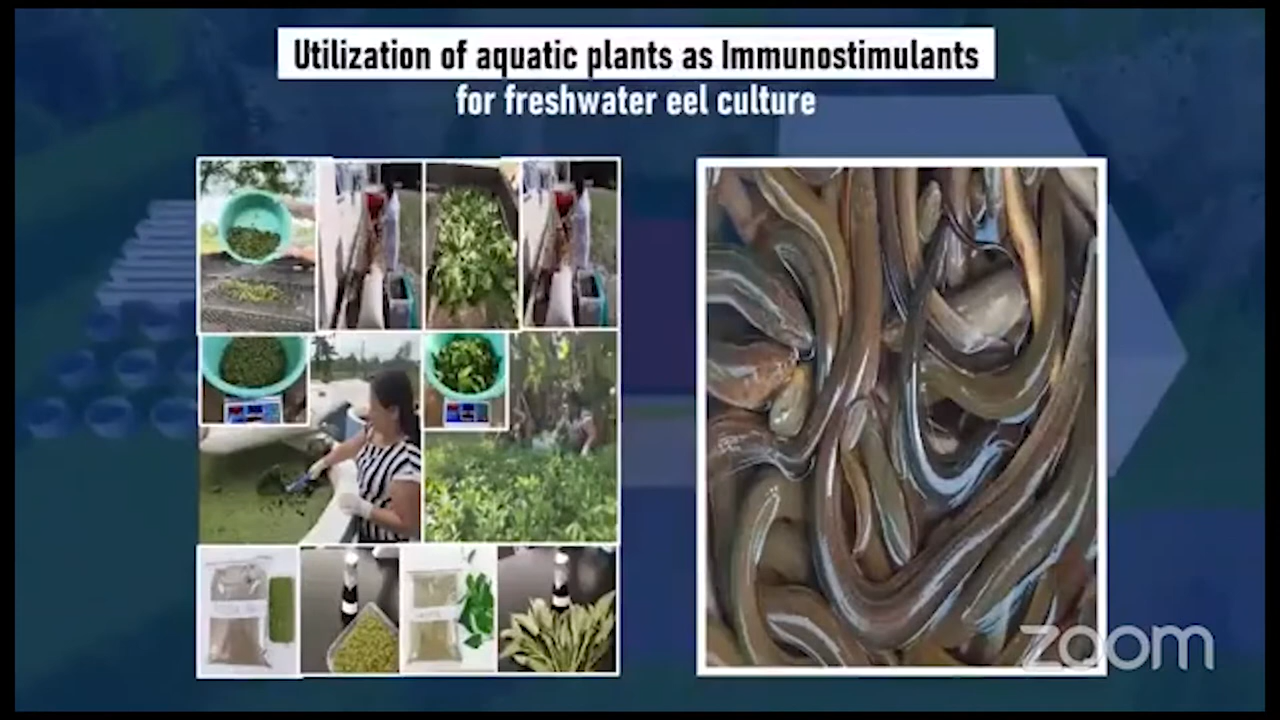 Utilization of aquatic plants as Immunostimulants
for freshwater eel culture
zoom